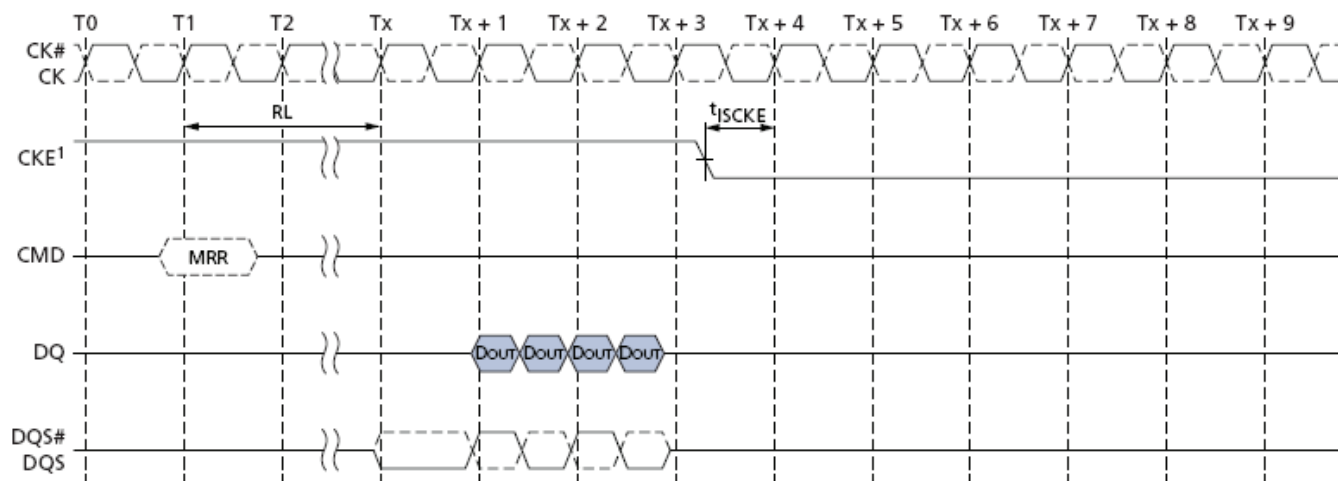 T0 T1 T2 Tx Tx + 1 Tx + 2 Tx + 3 Tx + 4 Tx + 5 Tx + 6 Tx + 7 Tx + 8 Tx + 9
CK#
CK
RL
tISCKE
CKE1
CMD
MRR
DQ
DOUT DOUT DOUT DOUT
DQS#
DQS